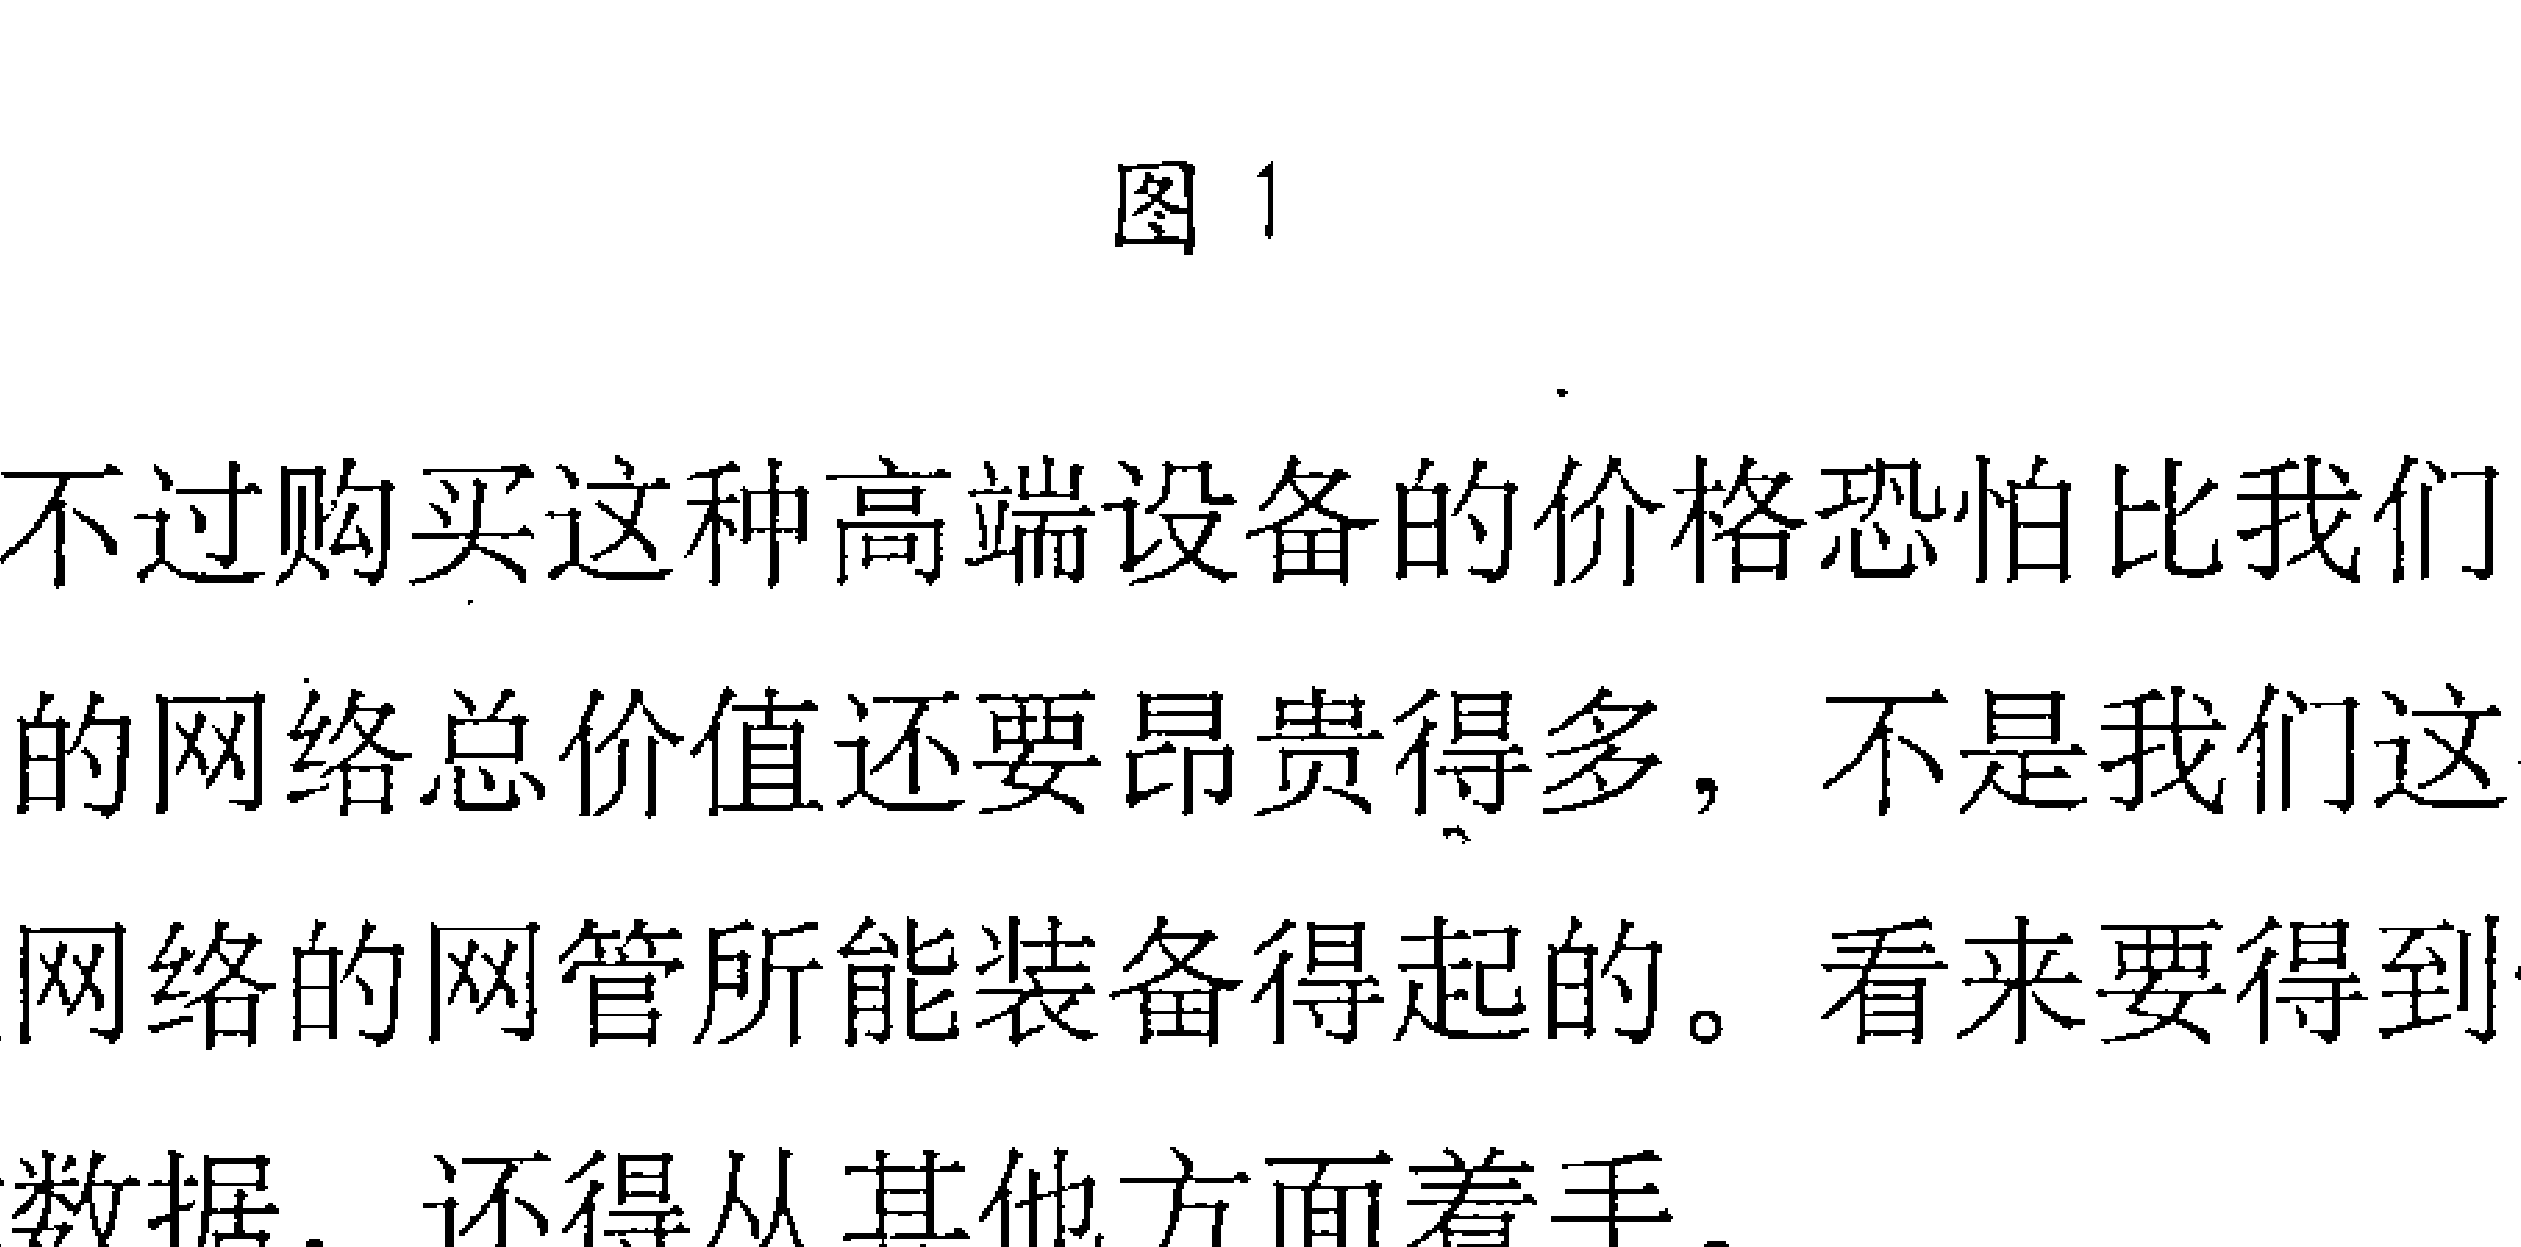 图 1
不过购买这种高端设备的价格恐怕比我们
的网络总价值还要昂贵得多，不是我们这
网络的网管所能装备得起的。看来要得到
数据，还得从其他方面着手。